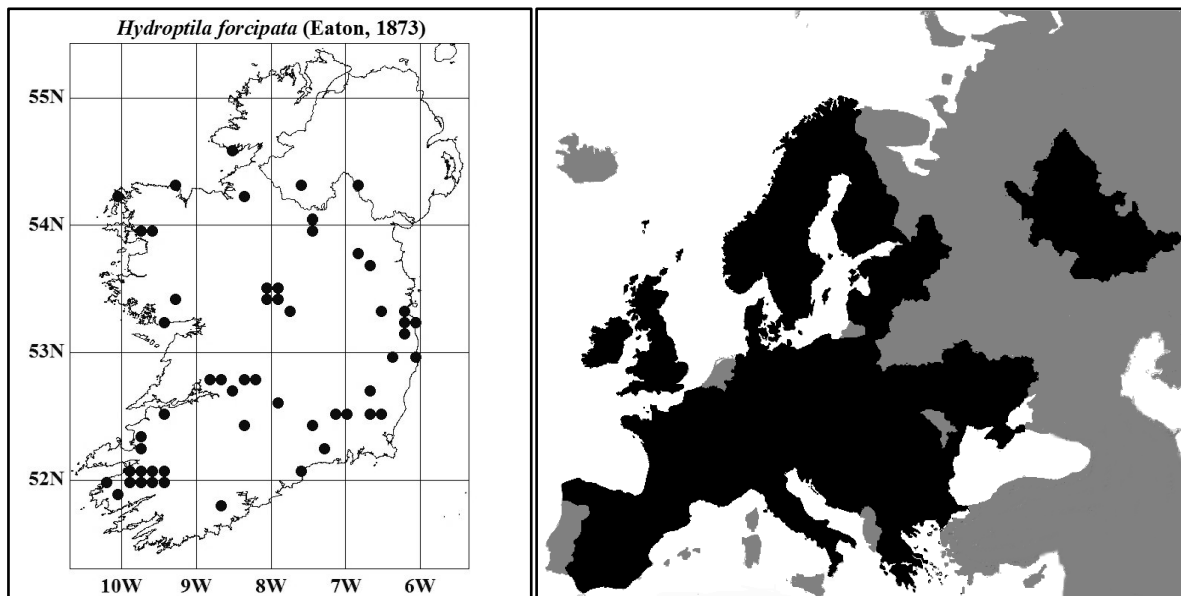 Hydroptila forcipata (Eaton, 1873)
55N
54N
53N
52N
10W 9W 8W 7W 6W